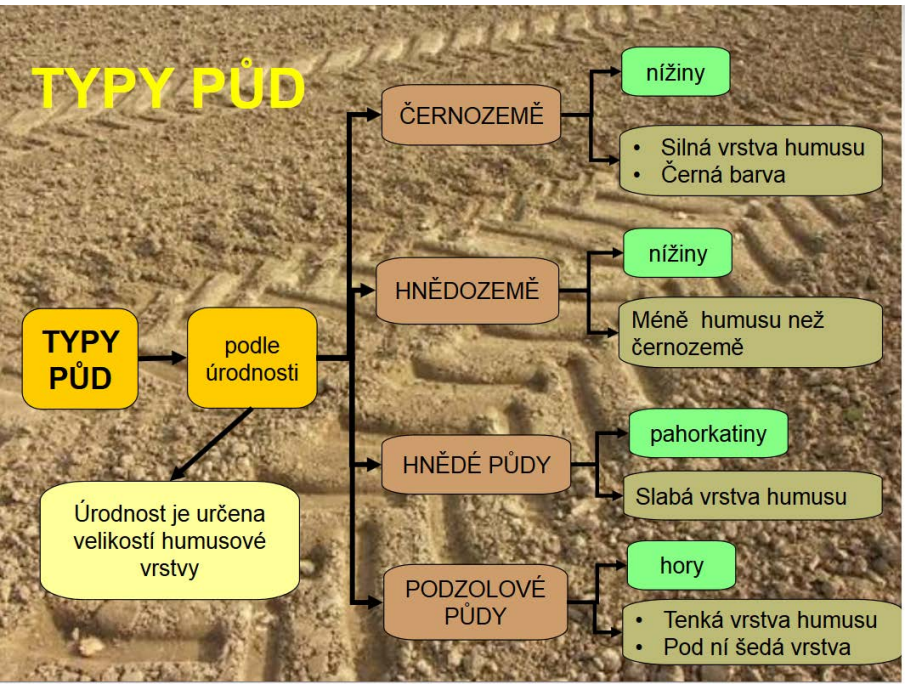 TYPY PŮD
TYPY
PŮD
podle
úrodnosti
Úrodnost je určena
velikostí humusové
vrstvy
ČERNOZEMĚ
nížiny
• Silná vrstva humusu
• Černá barva
HNĚDOZEMĚ
nížiny
Méně humusu než
černozemě
HNĚDÉ PŮDY
pahorkatiny
Slabá vrstva humusu
PODZOLOVÉ
PŮDY
hory
• Tenká vrstva humusu
• Pod ní šedá vrstva